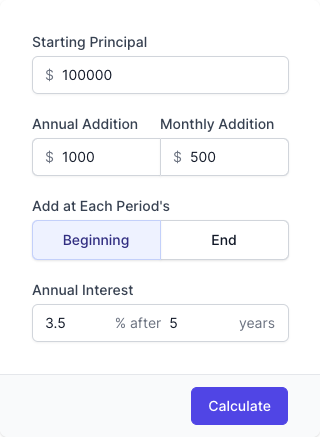 Starting Principal
$ 100000
Annual Addition Monthly Addition
$ 1000 $ 500
Add at Each Period's
Beginning End
Annual Interest
3.5 % after 5 years
Calculate